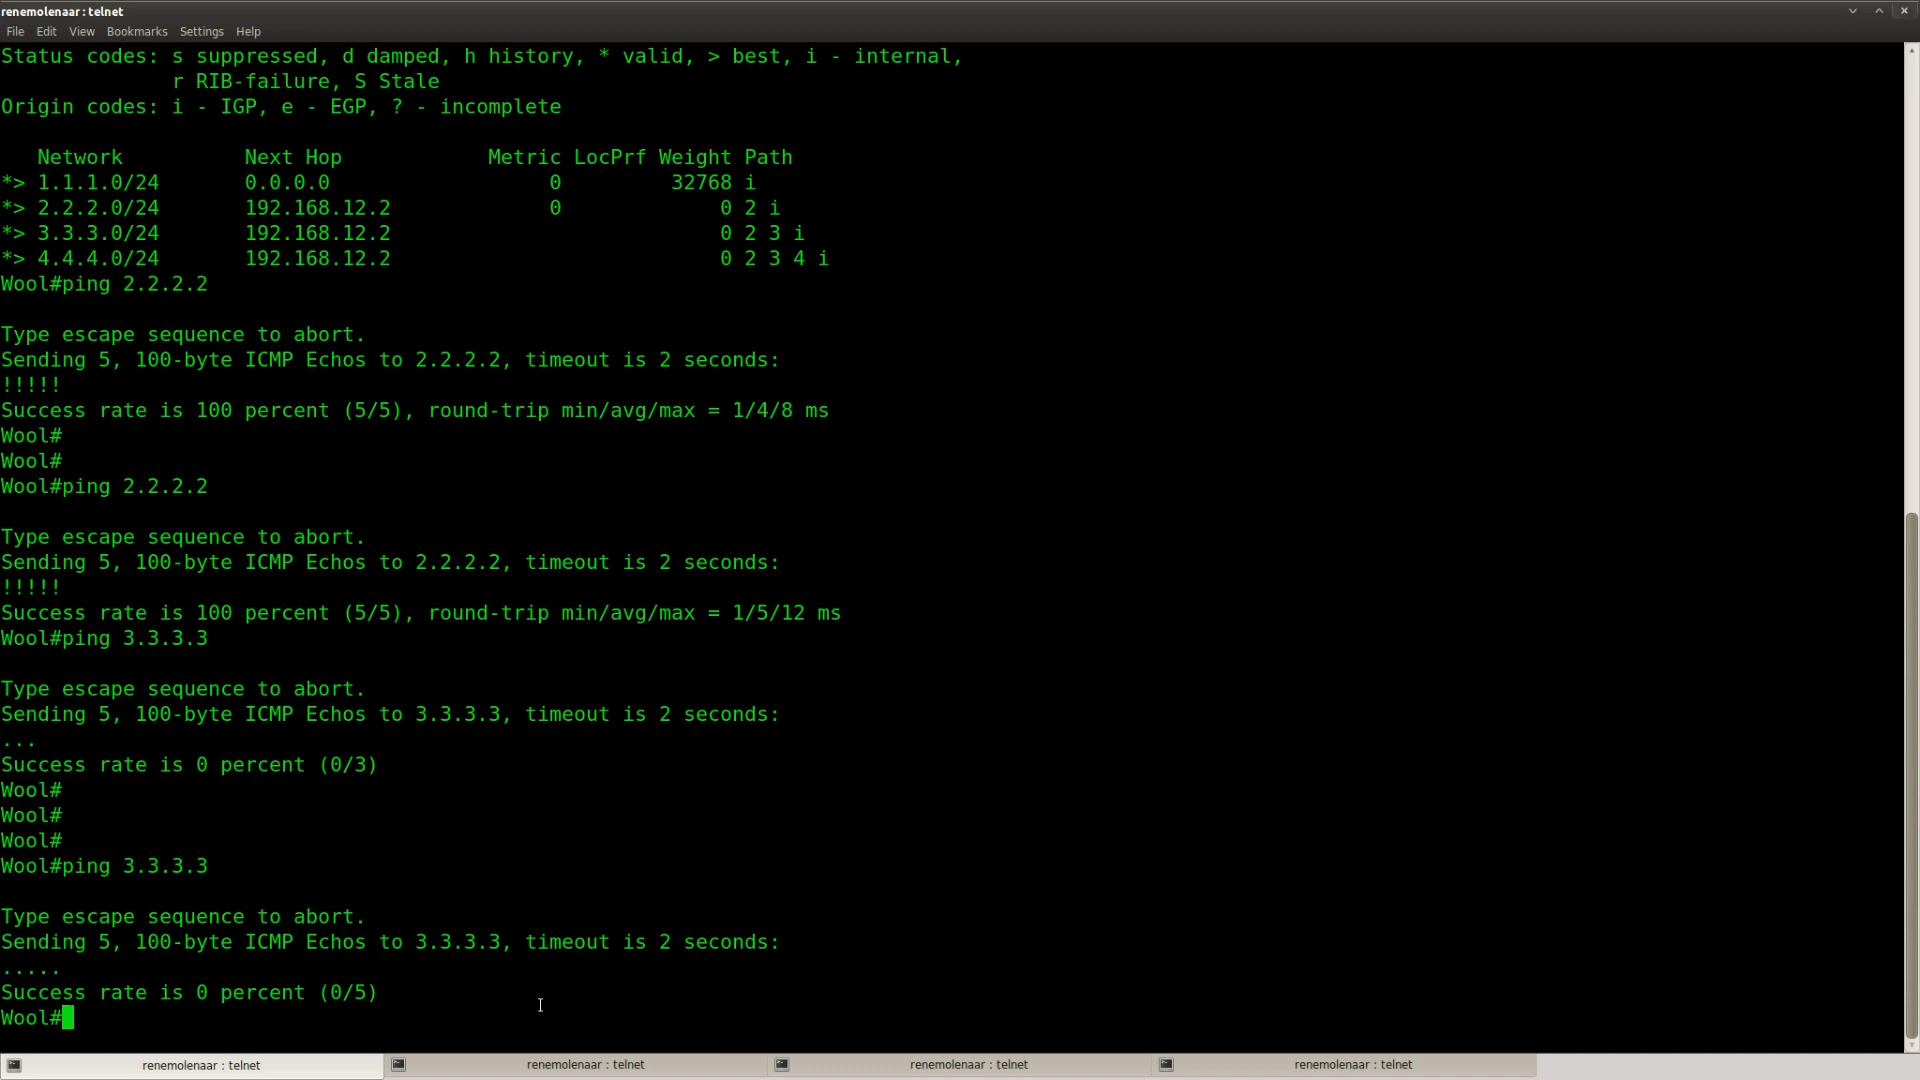 renemolenaar : telnet
File Edit View Bookmarks Settings Help
Status codes: s suppressed, d damped, h history, * valid, > best, i - internal,
              r RIB-failure, S Stale
Origin codes: i - IGP, e - EGP, ? - incomplete

   Network          Next Hop            Metric LocPrf Weight Path
*> 1.1.1.0/24       0.0.0.0                  0         32768 i
*> 2.2.2.0/24       192.168.12.2             0             0 2 i
*> 3.3.3.0/24       192.168.12.2                           0 2 3 i
*> 4.4.4.0/24       192.168.12.2                           0 2 3 4 i
Wool#ping 2.2.2.2

Type escape sequence to abort.
Sending 5, 100-byte ICMP Echos to 2.2.2.2, timeout is 2 seconds:
!!!!!
Success rate is 100 percent (5/5), round-trip min/avg/max = 1/4/8 ms
Wool#
Wool#
Wool#ping 2.2.2.2

Type escape sequence to abort.
Sending 5, 100-byte ICMP Echos to 2.2.2.2, timeout is 2 seconds:
!!!!!
Success rate is 100 percent (5/5), round-trip min/avg/max = 1/5/12 ms
Wool#ping 3.3.3.3

Type escape sequence to abort.
Sending 5, 100-byte ICMP Echos to 3.3.3.3, timeout is 2 seconds:
...
Success rate is 0 percent (0/3)
Wool#
Wool#
Wool#
Wool#ping 3.3.3.3

Type escape sequence to abort.
Sending 5, 100-byte ICMP Echos to 3.3.3.3, timeout is 2 seconds:
.....
Success rate is 0 percent (0/5)
Wool#
renemolenaar : telnet renemolenaar : telnet renemolenaar : telnet renemolenaar : telnet